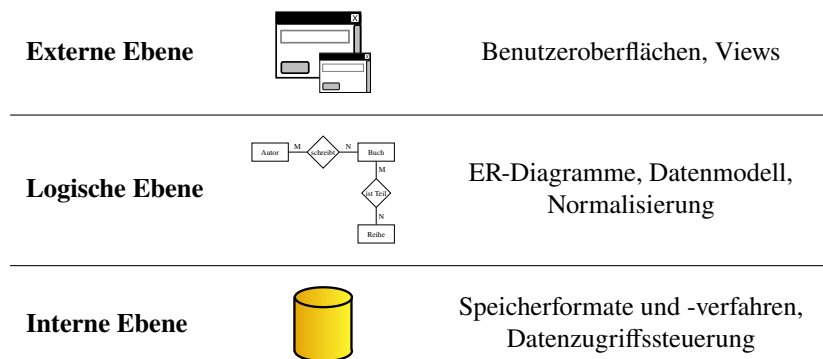 X
X
Externe Ebene
Benutzeroberflächen, Views
Autor M schreibt N Buch
M
ist Teil
N
Reihe
Logische Ebene
ER-Diagramme, Datenmodell,
Normalisierung
Interne Ebene
Speicherformate und -verfahren,
Datenzugriffssteuerung